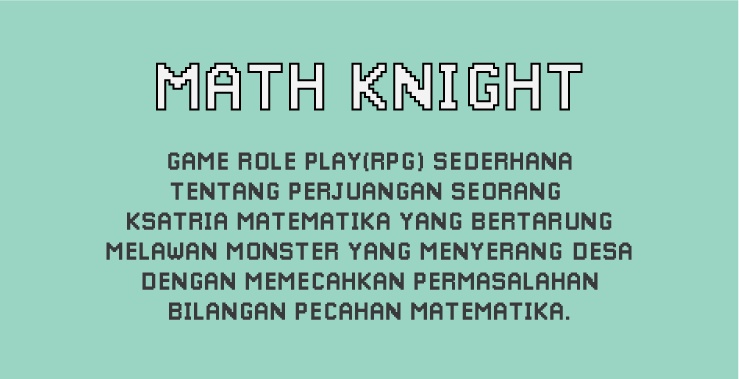 MATH KNIGHT
GAME ROLE PLAY(RPG) SEDERHANA
TENTANG PERJUANGAN SEORANG
KSATRIA MATEMATIKA YANG BERTARUNG
MELAWAN MONSTER YANG MENYERANG DESA
DENGAN MEMECAHKAN PERMASALAHAN
BILANGAN PECAHAN MATEMATIKA.